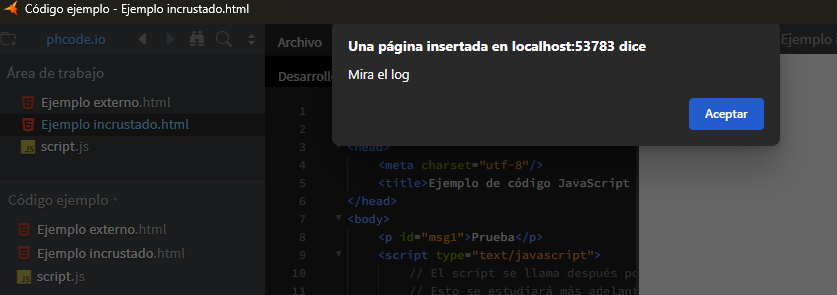 Código ejemplo - Ejemplo incrustado.html
phcode.io
Archivo
Ejemplo i
Una página insertada en localhost:53783 dice
Mira el log
Aceptar
Área de trabajo
Ejemplo externo.html
Ejemplo incrustado.html
script.js
Código ejemplo
Ejemplo externo.html
Ejemplo incrustado.html
script.js
Desarroll
1
2
3 <head>
4 <meta charset="utf-8"/>
5 <title>Ejemplo de código JavaScript
6 </head>
7 <body>
8 <p id="msg1">Prueba</p>
9 <script type="text/javascript">
10 // El script se llama después po
11 // Esto se estudiará más adelant